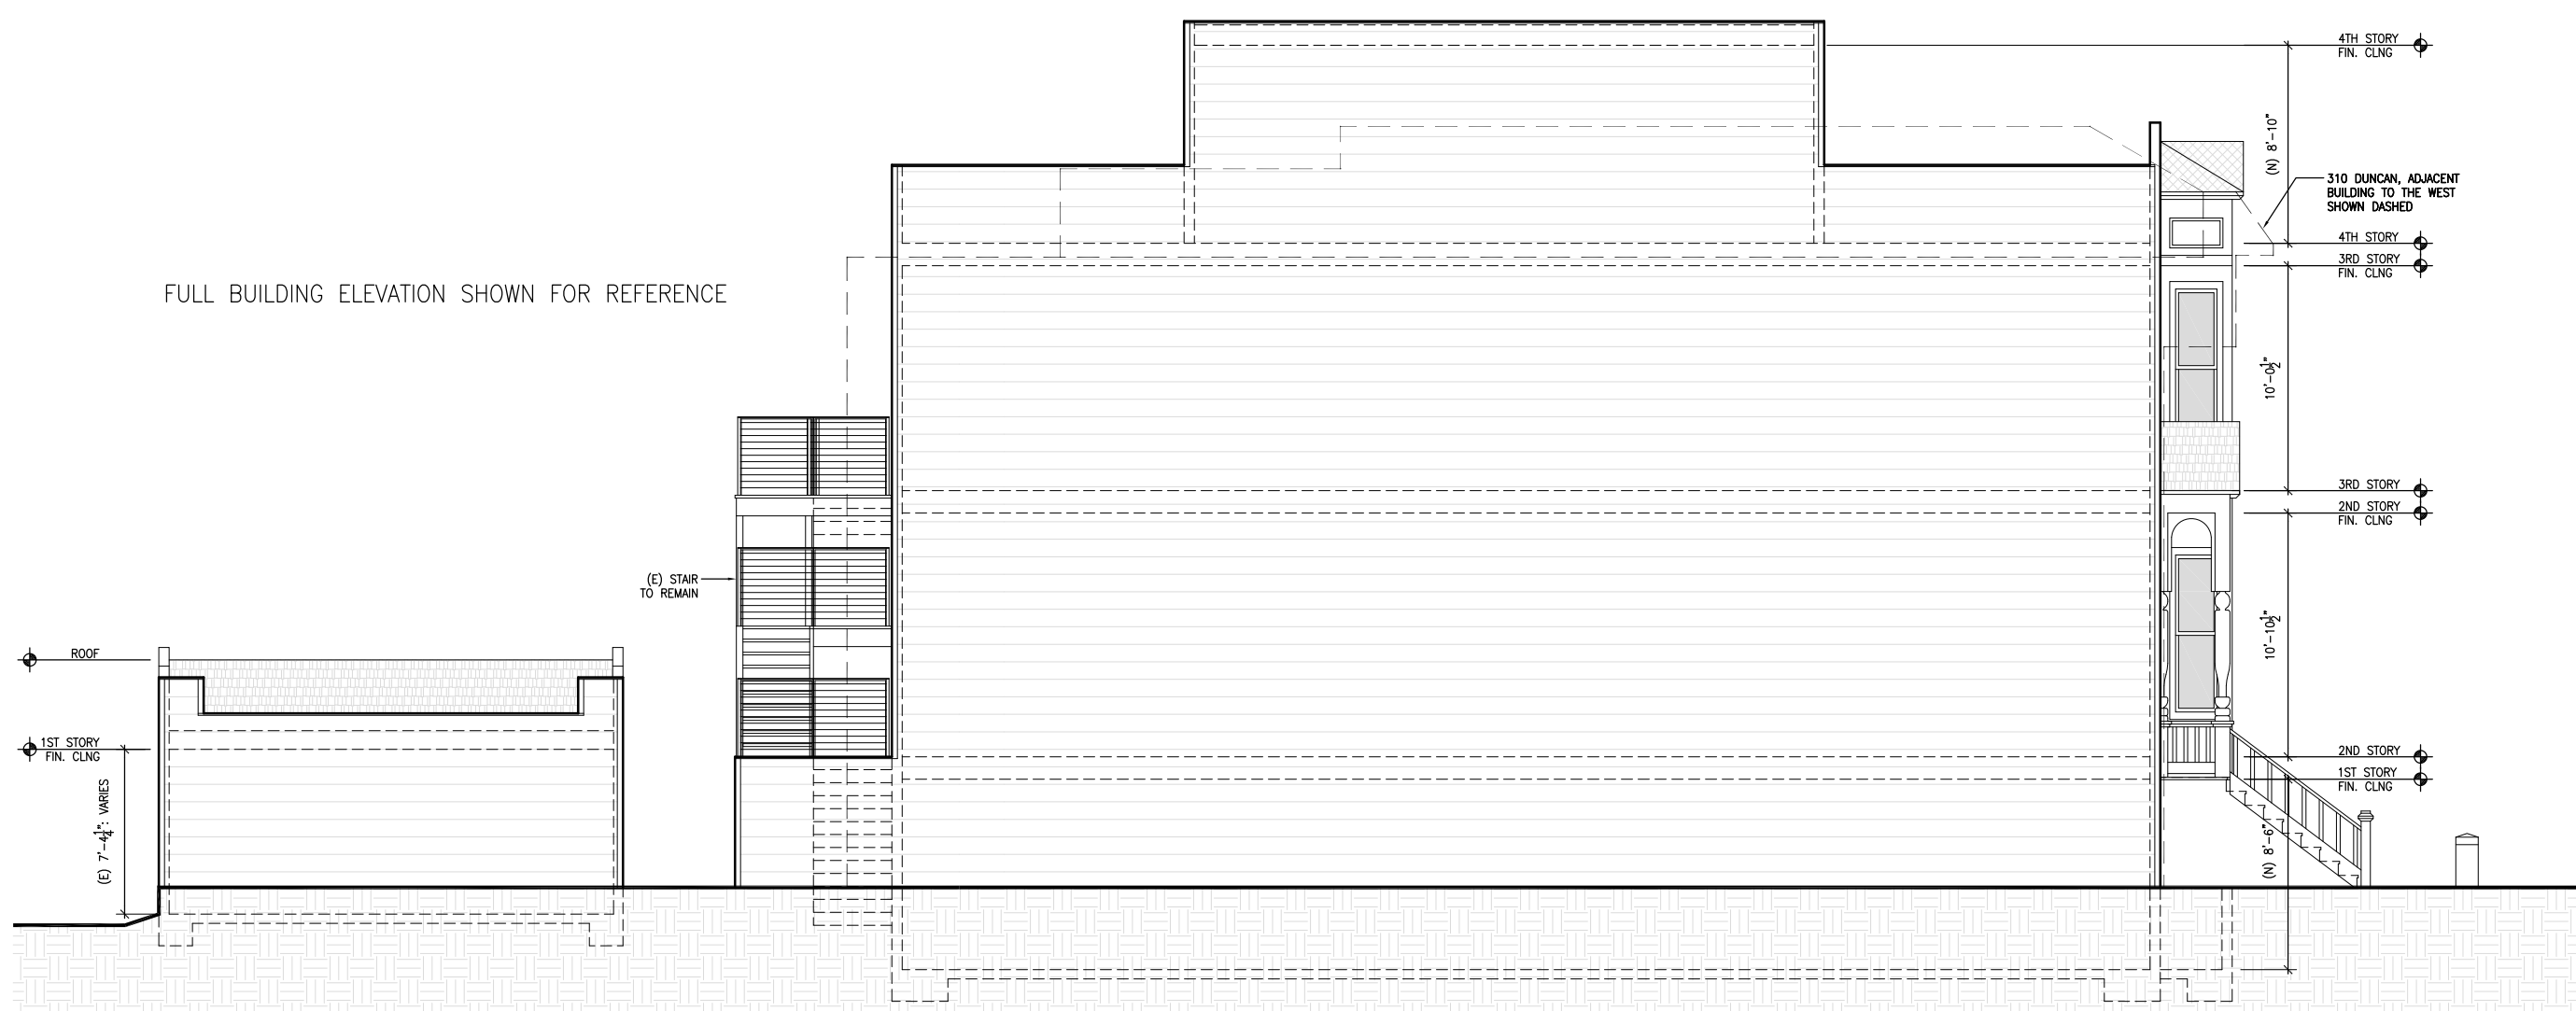 4TH STORY
FIN. CLNG
(N) 8'-10"
310 DUNCAN, ADJACENT
BUILDING TO THE WEST
SHOWN DASHED
4TH STORY
3RD STORY
FIN. CLNG
FULL BUILDING ELEVATION SHOWN FOR REFERENCE
10'-0½"
3RD STORY
2ND STORY
FIN. CLNG
(E) STAIR
TO REMAIN
10'-10½"
ROOF
1ST STORY
FIN. CLNG
2ND STORY
1ST STORY
FIN. CLNG
(E) 7'-4¼": VARIES
(N) 8'-6"